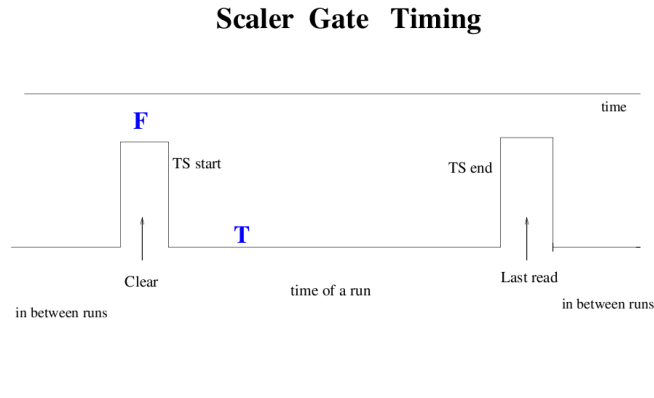 Scaler Gate Timing
time
F
TS start
TS end
T
Clear
Last read
time of a run
in between runs
in between runs